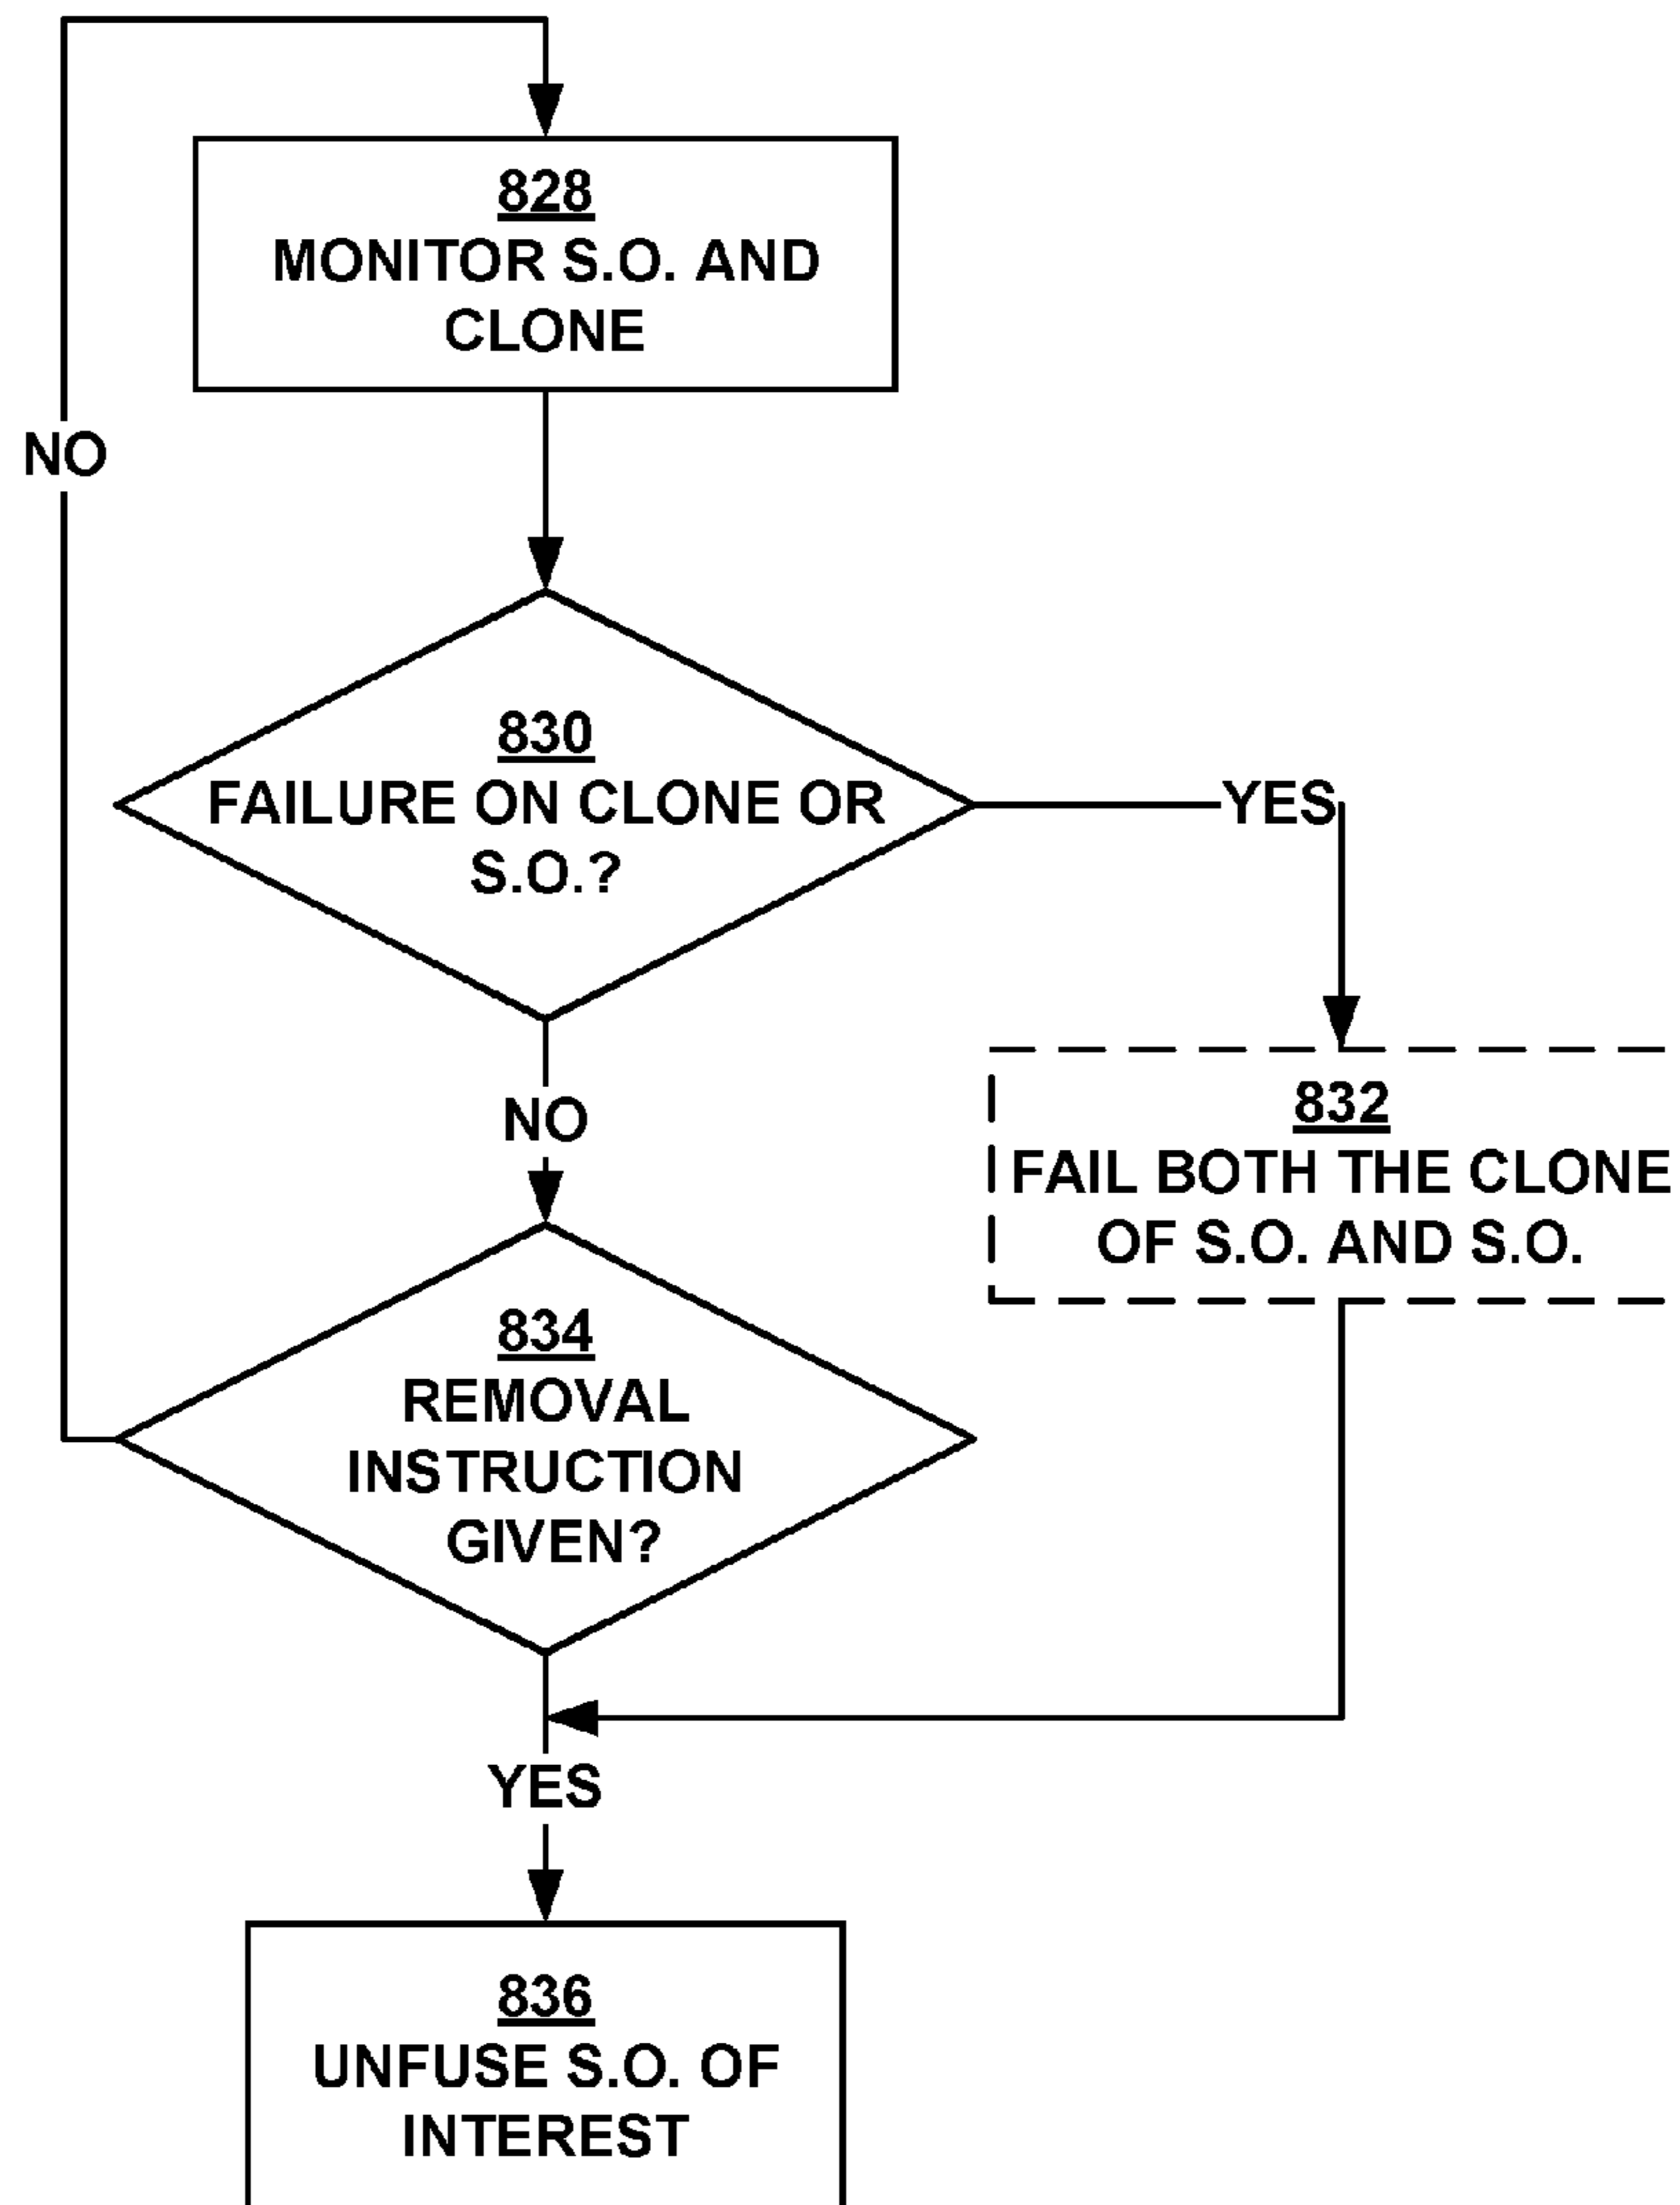 828
MONITOR S.O. AND
CLONE
NO
830
FAILURE ON CLONE OR
S.O.?
YES
NO
832
FAIL BOTH THE CLONE
OF S.O. AND S.O.
834
REMOVAL
INSTRUCTION
GIVEN?
YES
836
UNFUSE S.O. OF
INTEREST